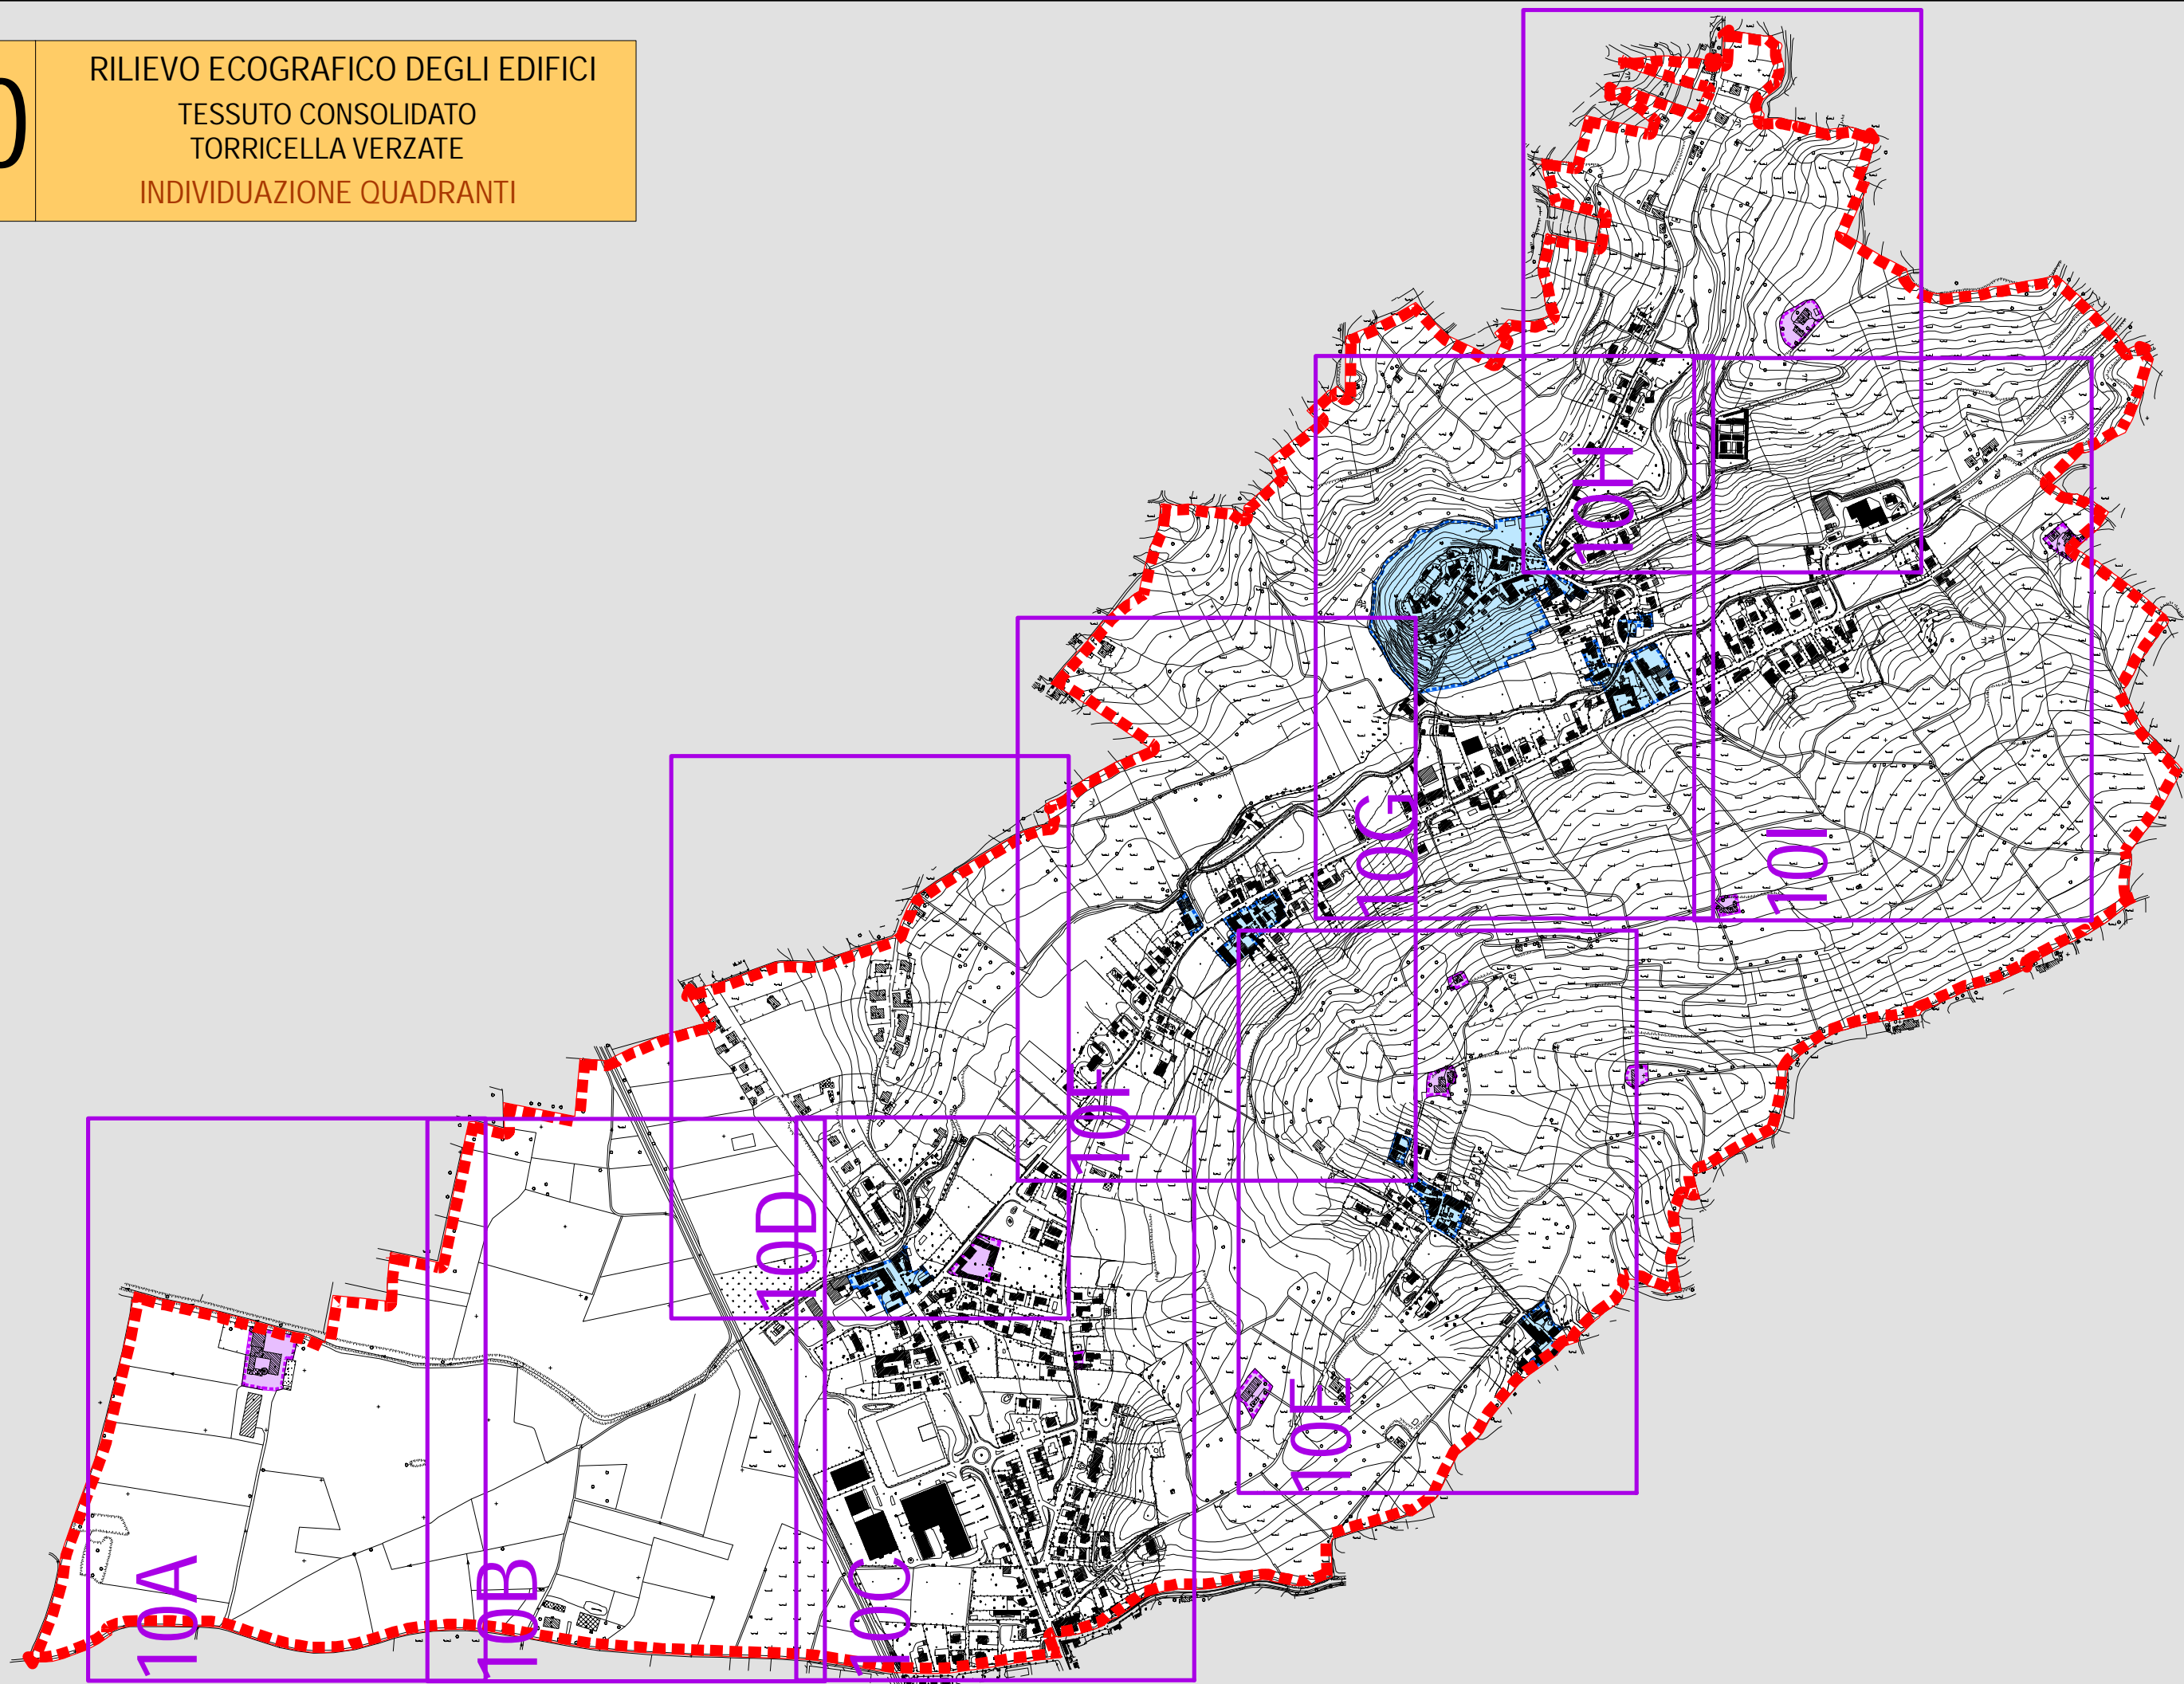 0
RILIEVO ECOGRAFICO DEGLI EDIFICI
TESSUTO CONSOLIDATO
TORRICELLA VERZATE
INDIVIDUAZIONE QUADRANTI
10H
10G
10I
10F
10D
10E
10A
10B
10C